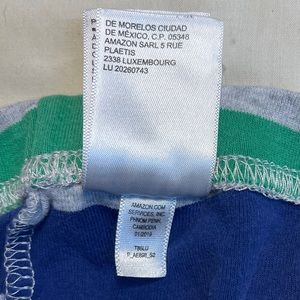 DE MORELOS CIUDAD
DE MÉXICO, C.P. 05348
AMAZON SARL 5 RUE
PLAETIS
2338 LUXEMBOURG
LU 20260743
AMAZON.COM
SERVICES, INC.
PHNOM PENH,
CAMBODIA
01/2019